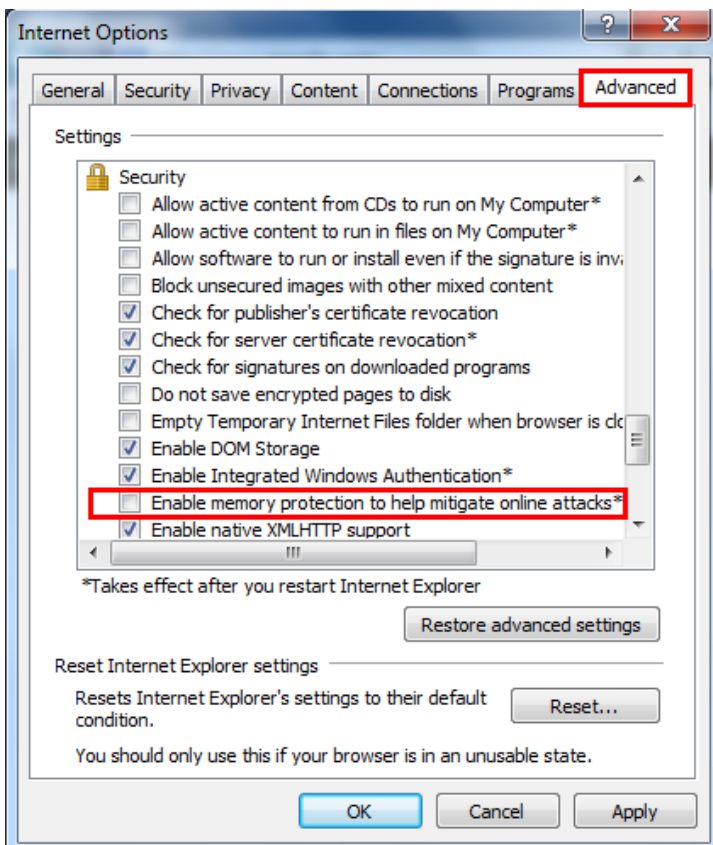 Internet Options
?
X
General Security Privacy Content Connections Programs Advanced
Settings
Security
Allow active content from CDs to run on My Computer*
Allow active content to run in files on My Computer*
Allow software to run or install even if the signature is inva
Block unsecured images with other mixed content
Check for publisher's certificate revocation
Check for server certificate revocation*
Check for signatures on downloaded programs
Do not save encrypted pages to disk
Empty Temporary Internet Files folder when browser is clc
Enable DOM Storage
Enable Integrated Windows Authentication*
Enable memory protection to help mitigate online attacks*
Enable native XMLHTTP support
*Takes effect after you restart Internet Explorer
Restore advanced settings
Reset Internet Explorer settings
Resets Internet Explorer's settings to their default
condition.
Reset...
You should only use this if your browser is in an unusable state.
OK Cancel Apply